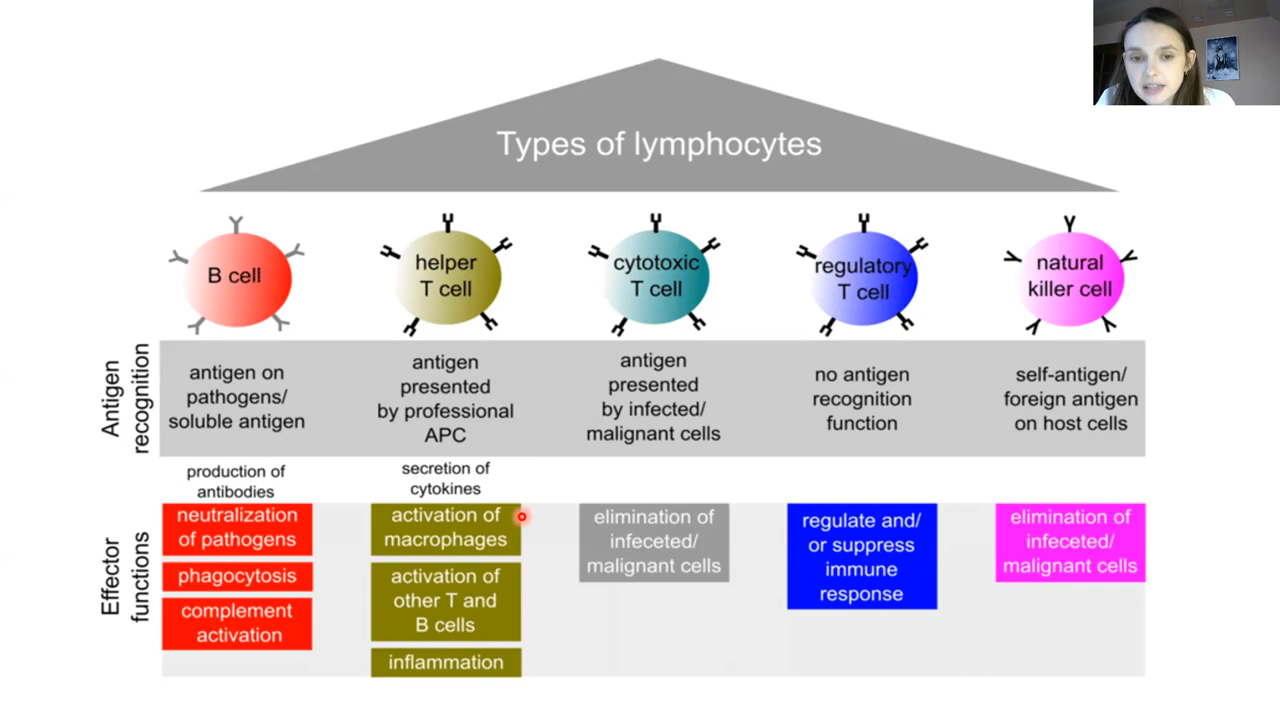 Types of lymphocytes
B cell
helper
T cell
cytotoxic
T cell
regulatory
T cell
natural
killer cell
Antigen
recognition
antigen on
pathogens/
soluble antigen
antigen
presented
by professional
APC
antigen
presented
by infected/
malignant cells
no antigen
recognition
function
self-antigen/
foreign antigen
on host cells
production of
antibodies
secretion of
cytokines
Effector
functions
neutralization
of pathogens
phagocytosis
complement
activation
activation of
macrophages
activation of
other T and
B cells
inflammation
elimination of
infeceted/
malignant cells
regulate and/
or suppress
immune
response
elimination of
infeceted/
malignant cells